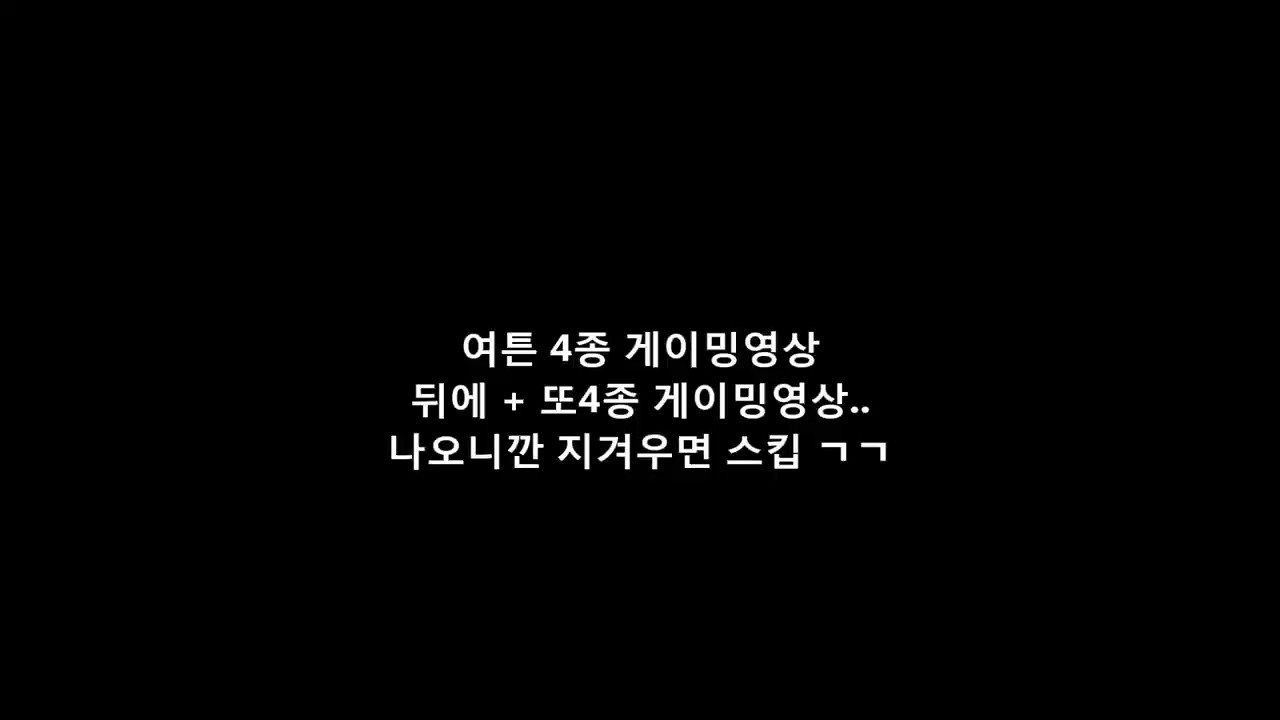 여튼 4종 게이밍영상
뒤에 + 또4종 게이밍영상..
나오니깐 지겨우면 스킵 ㄱㄱ